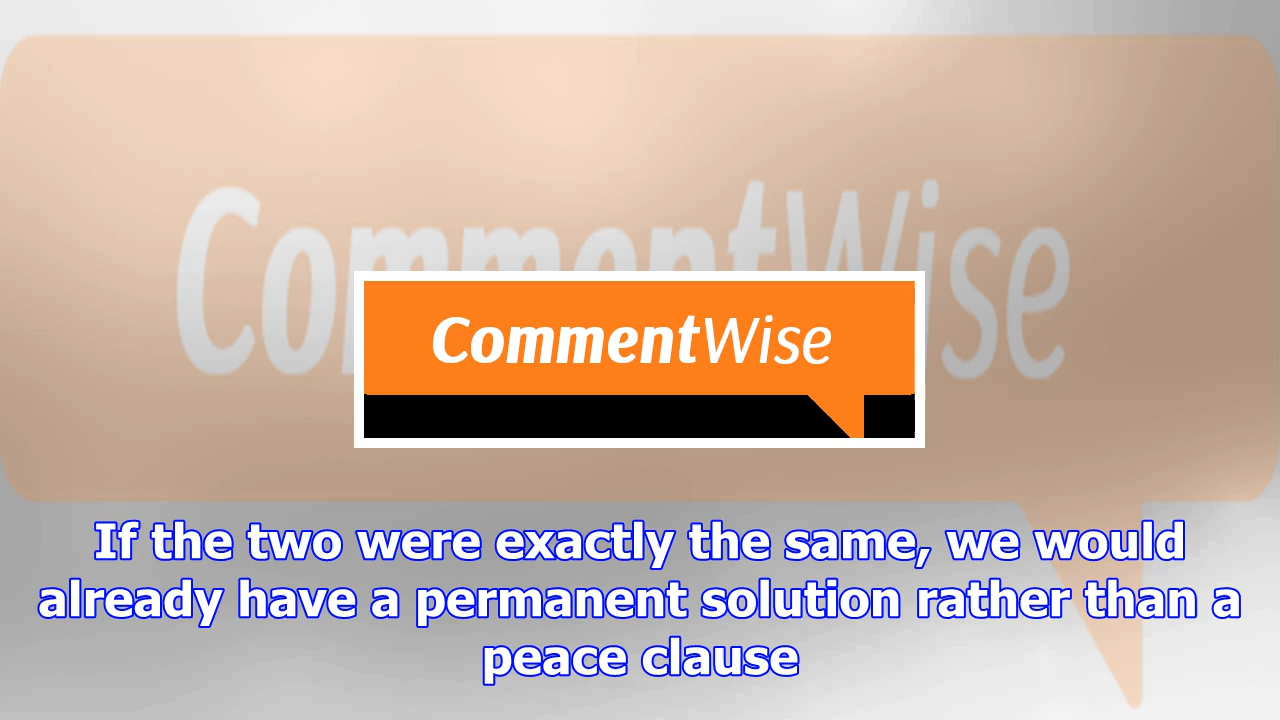 CommentWise
CommentWise
If the two were exactly the same, we would
already have a permanent solution rather than a
peace clause